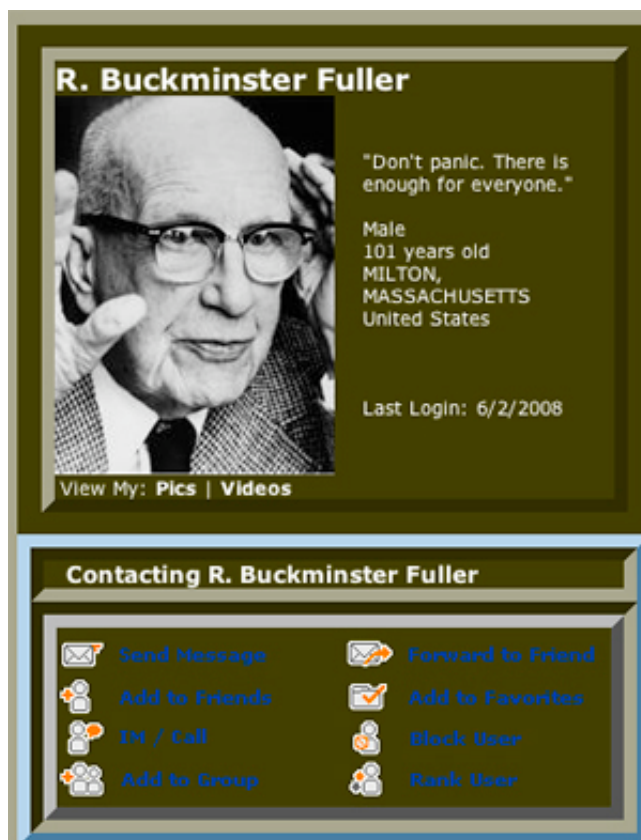 R. Buckminster Fuller
"Don't panic. There is
enough for everyone."
Male
101 years old
MILTON,
MASSACHUSETTS
United States
Last Login: 6/2/2008
View My: Pics | Videos
Contacting R. Buckminster Fuller
Send Message
Forward to Friend
Add to Friends
Add to Favorites
IM / Call
Block User
Add to Group
Rank User